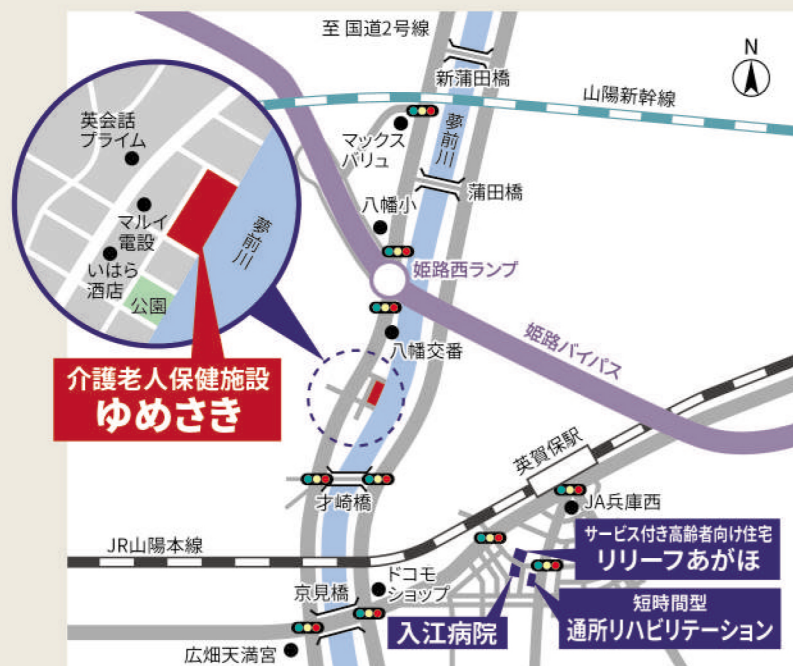 至 国道2号線
新蒲田橋
N
山陽新幹線
マックス
バリュ
夢前川
蒲田橋
八幡小
姫路西ランプ
姫路バイパス
八幡交番
英会話
プライム
マルイ
電設
いはら
酒店
公園
夢前川
介護老人保健施設
ゆめさき
才崎橋
英賀保駅
JA兵庫西
JR山陽本線
サービス付き高齢者向け住宅
リリーフあがほ
京見橋
ドコモ
ショップ
入江病院
短時間型
通所リハビリテーション
広畑天満宮